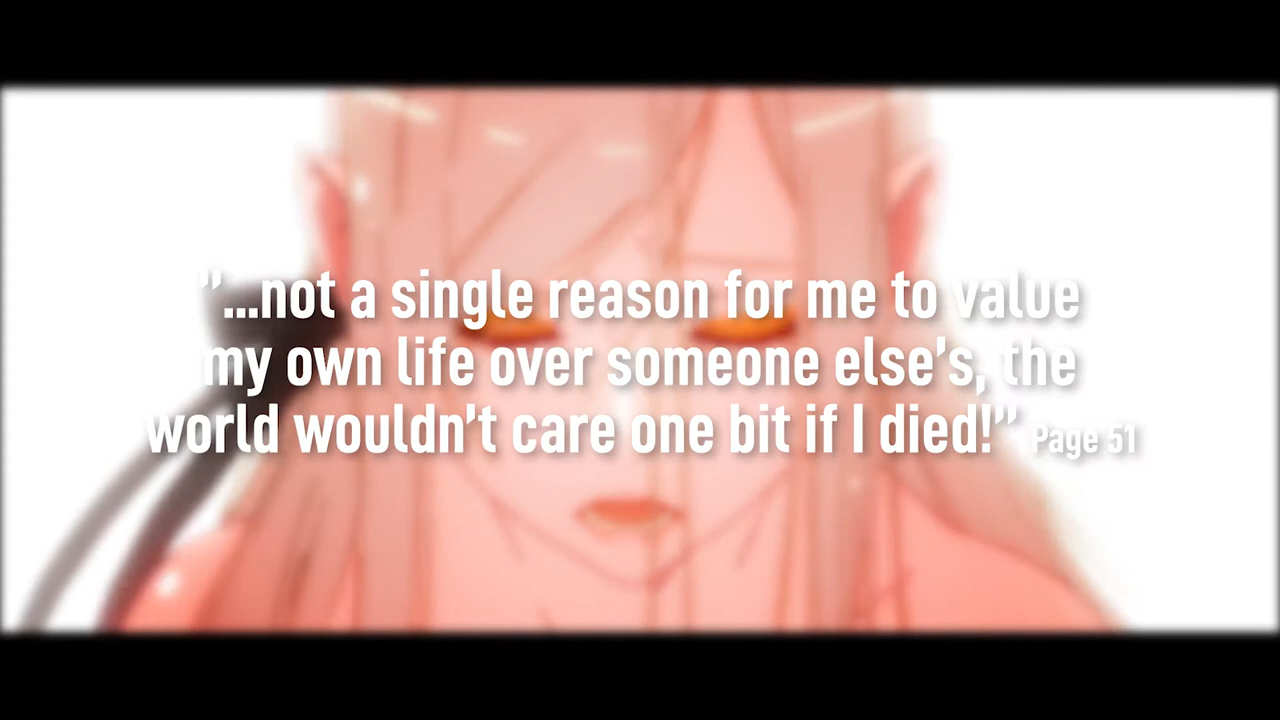 "...not a single reason for me to value
my own life over someone else's, the
world wouldn't care one bit if I died!" Page 51